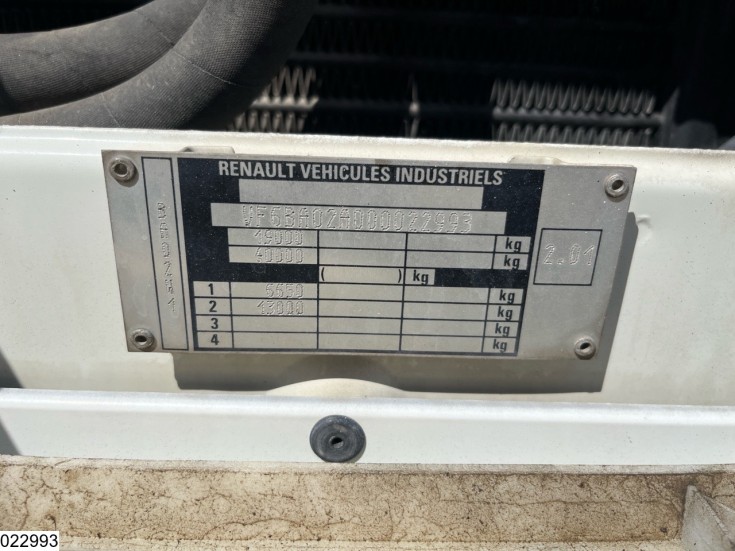 RENAULT VEHICULES INDUSTRIELS
VF6BA02A000022993
19000 kg
40000 kg
( ) kg
1 6650 kg
2 13000 kg
3 kg
4 kg
2.01
022993